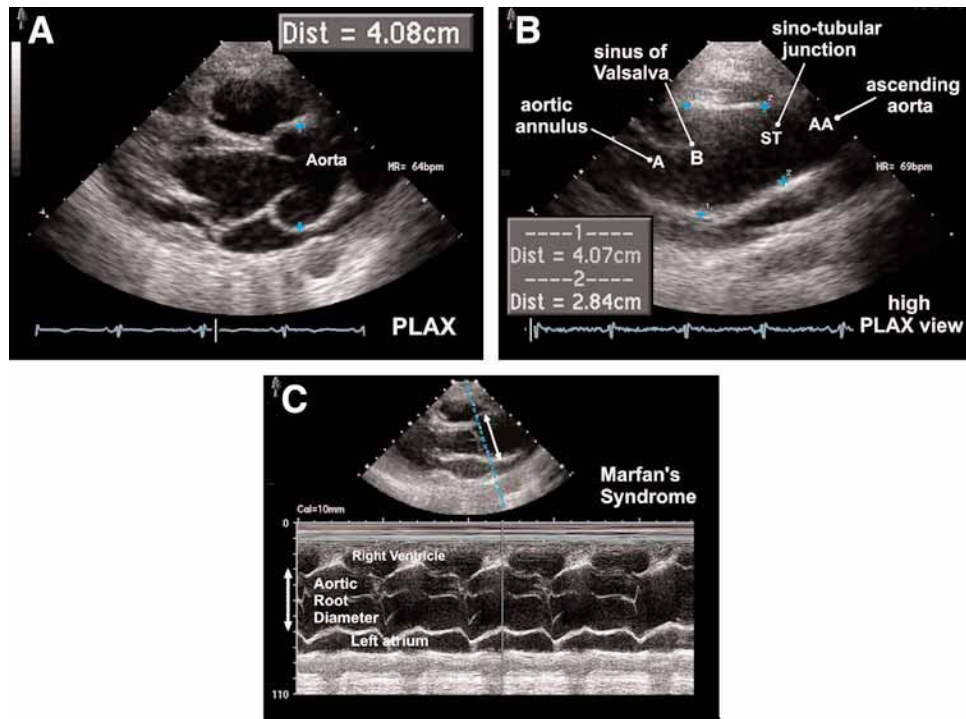 A
Dist = 4.08cm
Aorta
HR= 64bpm
PLAX
B
sinus of
Valsalva
sino-tubular
junction
aortic
annulus
ascending
aorta
A
B
ST
AA
HR= 69bpm
----1----
Dist = 4.07cm
----2----
Dist = 2.84cm
high
PLAX view
C
Marfan's
Syndrome
Cal=10mm
0
Right Ventricle
Aortic
Root
Diameter
Left atrium
110